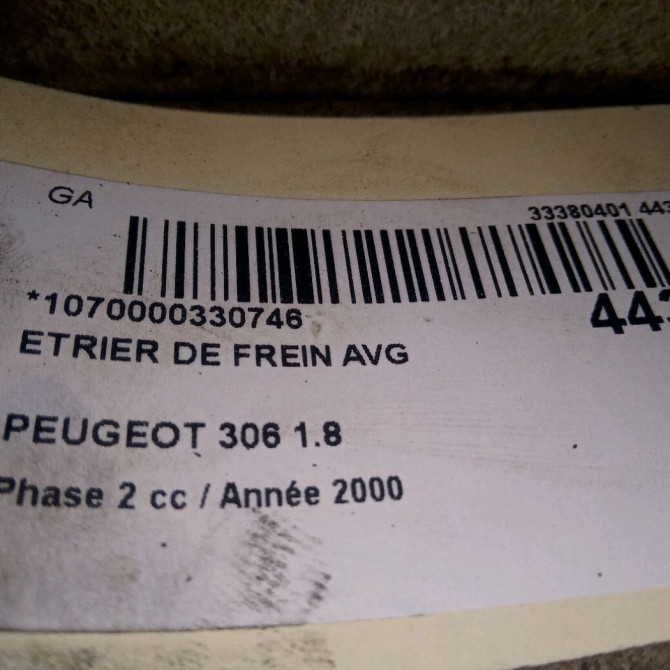 GA
33380401 443
*1070000330746
443
ETRIER DE FREIN AVG
PEUGEOT 306 1.8
Phase 2 cc / Année 2000